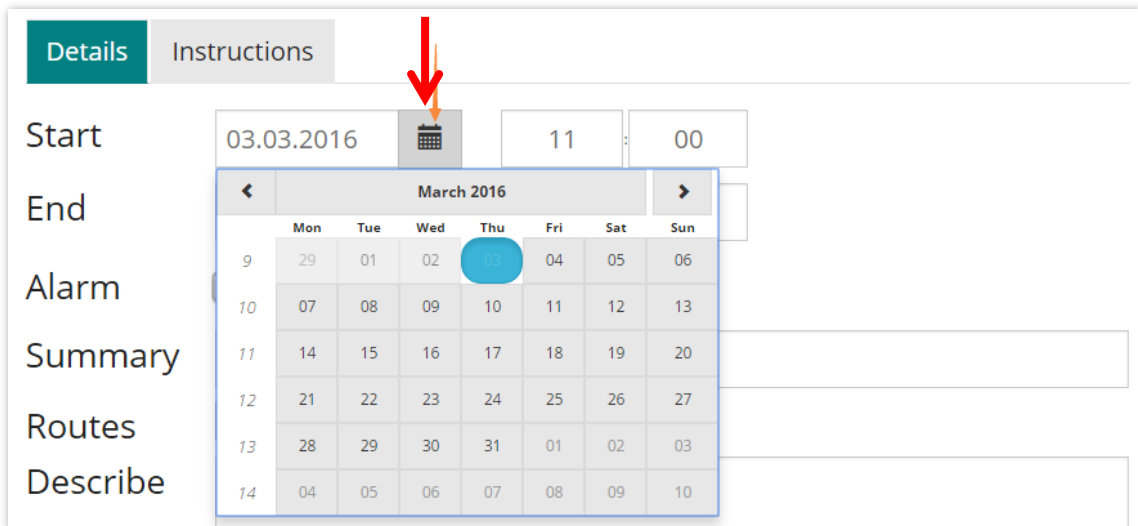 Details Instructions
Start 03.03.2016 11 : 00
March 2016
End
Mon Tue Wed Thu Fri Sat Sun
9 29 01 02 03 04 05 06
Alarm
10 07 08 09 10 11 12 13
11 14 15 16 17 18 19 20
Summary
12 21 22 23 24 25 26 27
Routes
13 28 29 30 31 01 02 03
Describe
14 04 05 06 07 08 09 10